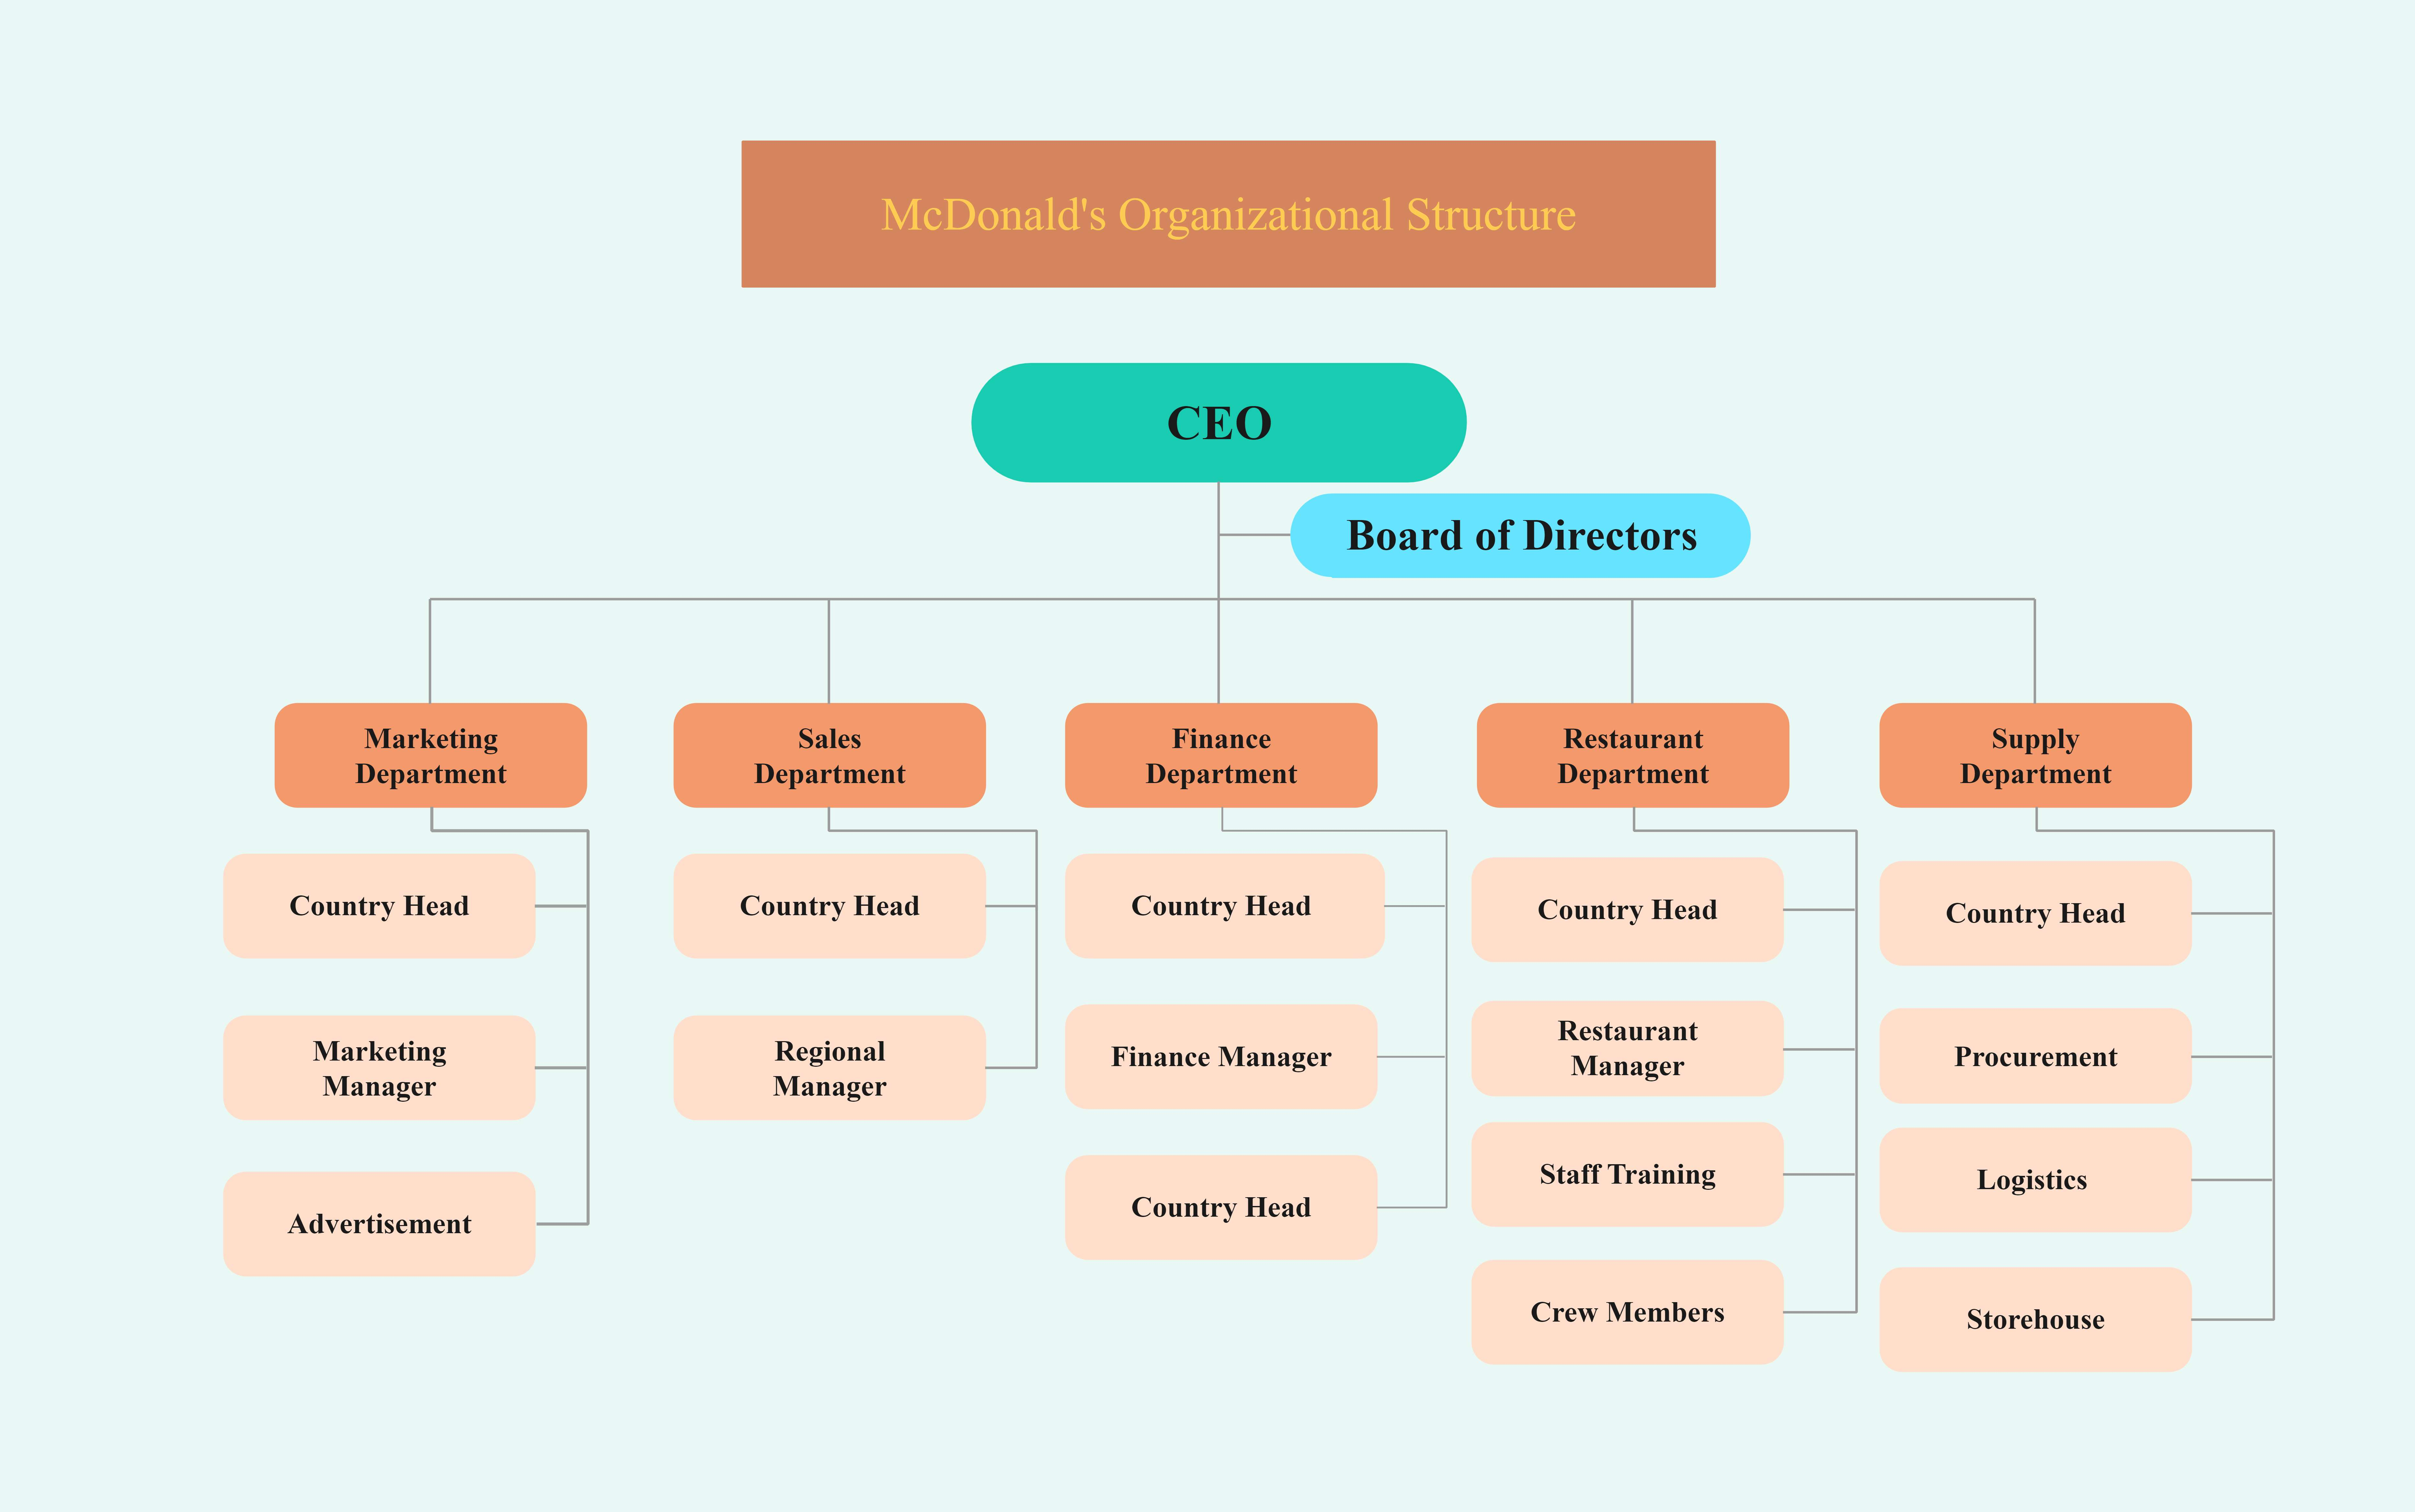 McDonald's Organizational Structure
CEO
Board of Directors
Marketing
Department
Sales
Department
Finance
Department
Restaurant
Department
Supply
Department
Country Head
Marketing
Manager
Advertisement
Country Head
Regional
Manager
Country Head
Finance Manager
Country Head
Country Head
Restaurant
Manager
Staff Training
Crew Members
Country Head
Procurement
Logistics
Storehouse